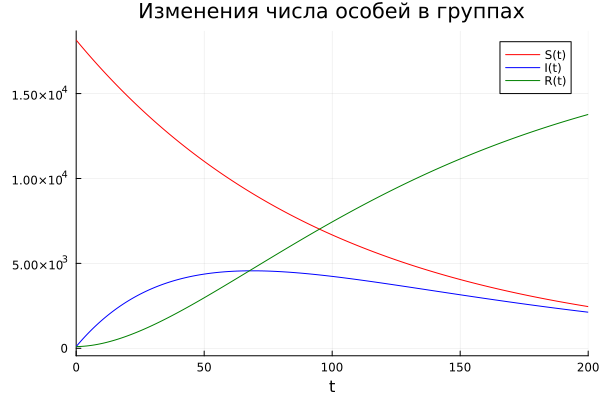 Изменения числа особей в группах
S(t)
I(t)
R(t)
1.50×10⁴
1.00×10⁴
5.00×10³
0
0 50 100 150 200
t